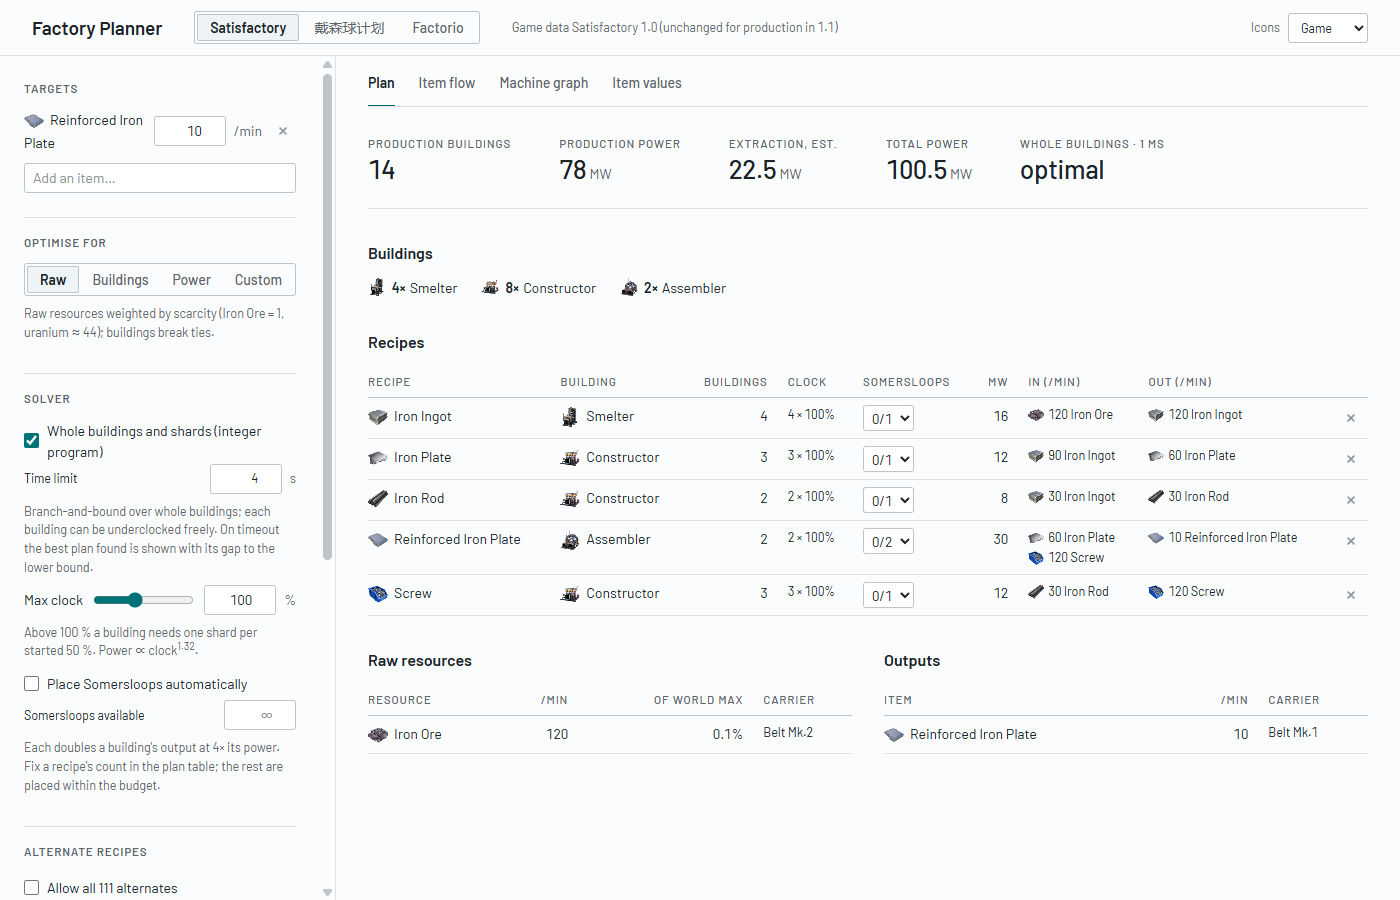 Factory Planner
Satisfactory 戴森球计划 Factorio
Game data Satisfactory 1.0 (unchanged for production in 1.1)
Icons Game
TARGETS
Reinforced Iron Plate 10 /min ×
Add an item...
OPTIMISE FOR
Raw Buildings Power Custom
Raw resources weighted by scarcity (Iron Ore = 1,
uranium ≈ 44); buildings break ties.
SOLVER
Whole buildings and shards (integer
program)
Time limit 4 s
Branch-and-bound over whole buildings; each
building can be underclocked freely. On timeout
the best plan found is shown with its gap to the
lower bound.
Max clock 100 %
Above 100 % a building needs one shard per
started 50 %. Power ∝ clock^1.32.
Place Somersloops automatically
Somersloops available ∞
Each doubles a building's output at 4× its power.
Fix a recipe's count in the plan table; the rest are
placed within the budget.
ALTERNATE RECIPES
Allow all 111 alternates
Plan Item flow Machine graph Item values
PRODUCTION BUILDINGS PRODUCTION POWER EXTRACTION, EST. TOTAL POWER WHOLE BUILDINGS · 1 MS
14 78 MW 22.5 MW 100.5 MW optimal
Buildings
4× Smelter 8× Constructor 2× Assembler
Recipes
RECIPE BUILDING BUILDINGS CLOCK SOMERSLOOPS MW IN (/MIN) OUT (/MIN)
Iron Ingot Smelter 4 4 × 100% 0/1 16 120 Iron Ore 120 Iron Ingot ×
Iron Plate Constructor 3 3 × 100% 0/1 12 90 Iron Ingot 60 Iron Plate ×
Iron Rod Constructor 2 2 × 100% 0/1 8 30 Iron Ingot 30 Iron Rod ×
Reinforced Iron Plate Assembler 2 2 × 100% 0/2 30 60 Iron Plate 10 Reinforced Iron Plate ×
120 Screw
Screw Constructor 3 3 × 100% 0/1 12 30 Iron Rod 120 Screw ×
Raw resources
RESOURCE /MIN OF WORLD MAX CARRIER
Iron Ore 120 0.1% Belt Mk.2
Outputs
ITEM /MIN CARRIER
Reinforced Iron Plate 10 Belt Mk.1